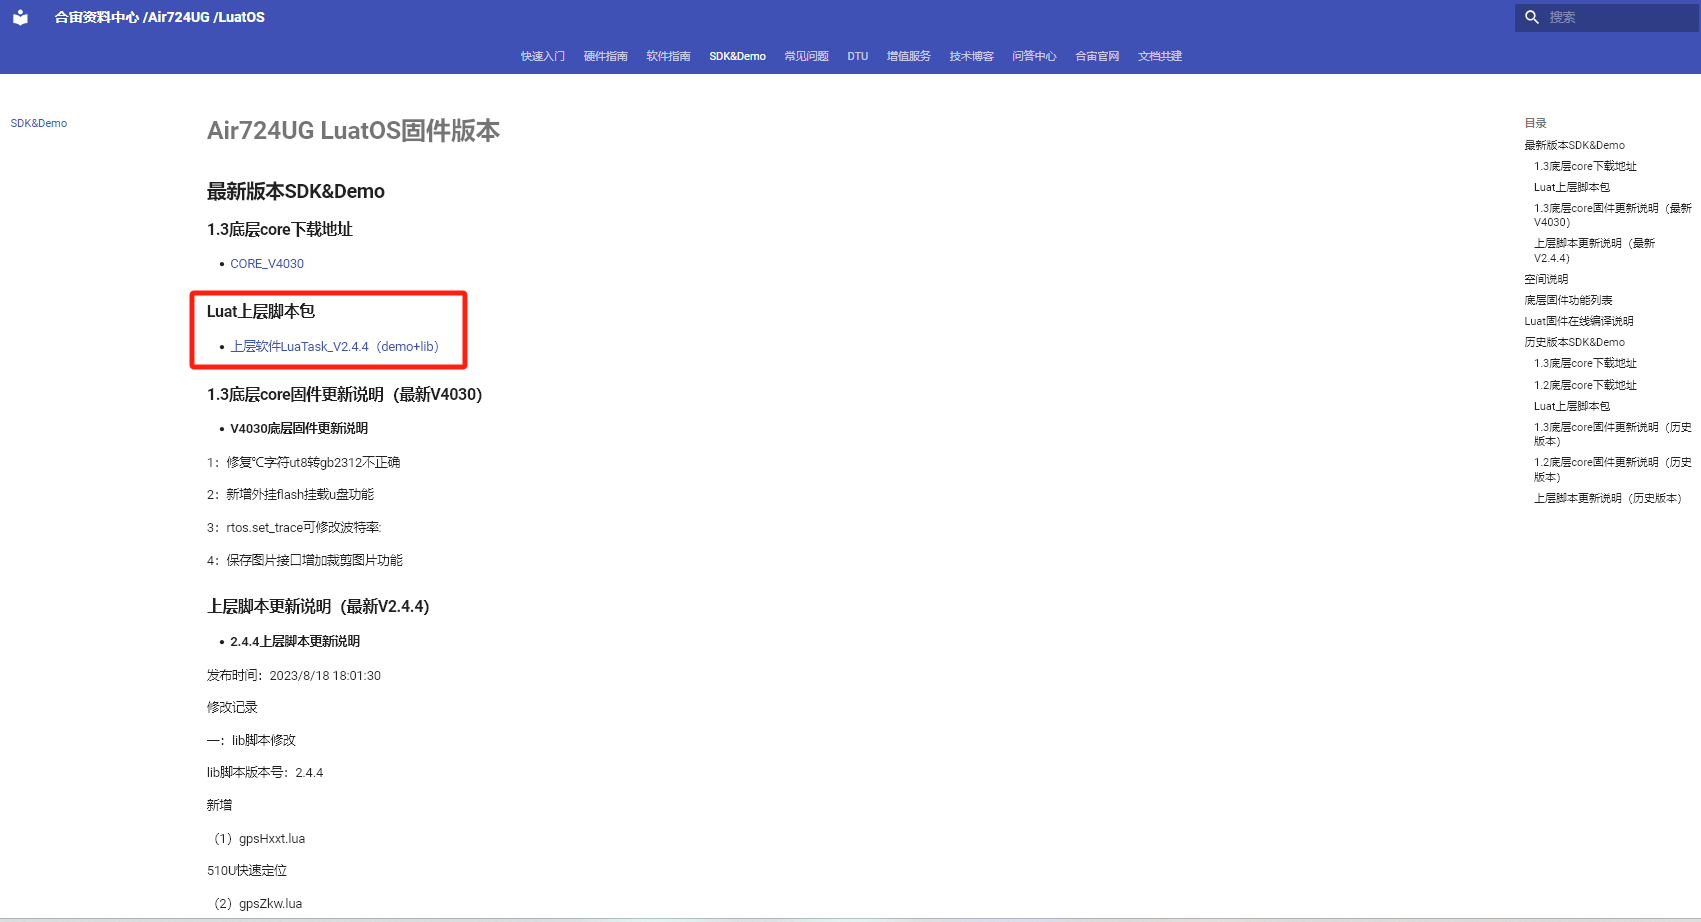 合宙资料中心 /Air724UG /LuatOS
搜索
快速入门 硬件指南 软件指南 SDK&Demo 常见问题 DTU 增值服务 技术博客 问答中心 合宙官网 文档共建
SDK&Demo
Air724UG LuatOS固件版本
最新版本SDK&Demo
1.3底层core下载地址
• CORE_V4030
Luat上层脚本包
• 上层软件LuaTask_V2.4.4（demo+lib）
1.3底层core固件更新说明（最新V4030）
• V4030底层固件更新说明
1：修复℃字符ut8转gb2312不正确
2：新增外挂flash挂载u盘功能
3：rtos.set_trace可修改波特率:
4：保存图片接口增加裁剪图片功能
上层脚本更新说明（最新V2.4.4）
• 2.4.4上层脚本更新说明
发布时间：2023/8/18 18:01:30
修改记录
一：lib脚本修改
lib脚本版本号：2.4.4
新增
（1）gpsHxxt.lua
510U快速定位
（2）gpsZkw.lua
目录
最新版本SDK&Demo
1.3底层core下载地址
Luat上层脚本包
1.3底层core固件更新说明（最新
V4030）
上层脚本更新说明（最新
V2.4.4）
空间说明
底层固件功能列表
Luat固件在线编译说明
历史版本SDK&Demo
1.3底层core下载地址
1.2底层core下载地址
Luat上层脚本包
1.3底层core固件更新说明（历史
版本）
1.2底层core固件更新说明（历史
版本）
上层脚本更新说明（历史版本）